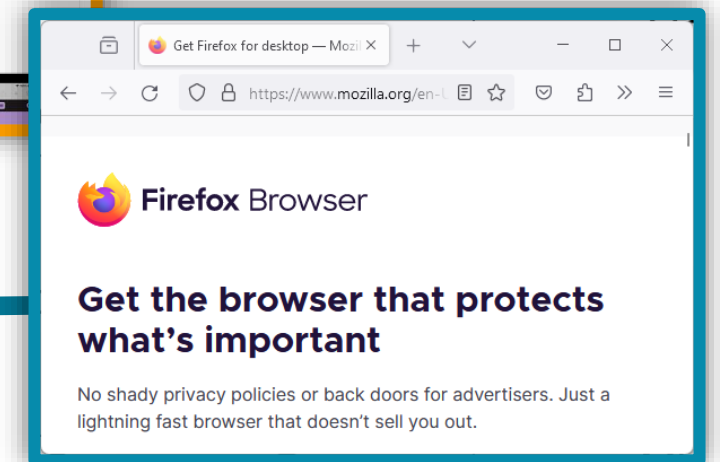 Get Firefox for desktop — Mozil
https://www.mozilla.org/en-U
Firefox Browser
Get the browser that protects
what’s important
No shady privacy policies or back doors for advertisers. Just a
lightning fast browser that doesn’t sell you out.